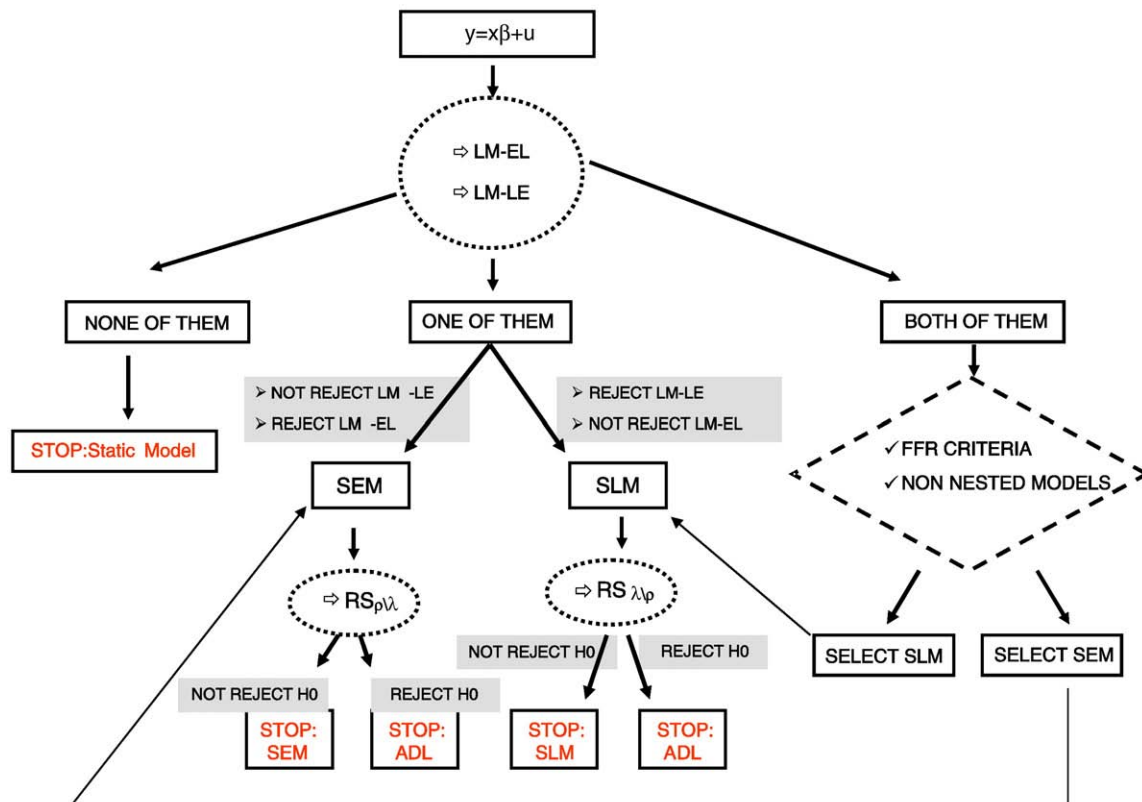 y=xβ+u
⇨ LM-EL
⇨ LM-LE
NONE OF THEM
ONE OF THEM
BOTH OF THEM
➢ NOT REJECT LM -LE
➢ REJECT LM -EL
➢ REJECT LM-LE
➢ NOT REJECT LM-EL
STOP:Static Model
✓ FFR CRITERIA
✓ NON NESTED MODELS
SEM
SLM
⇨ RSρ\λ
⇨ RS λ\ρ
NOT REJECT H0
REJECT H0
NOT REJECT H0
REJECT H0
SELECT SLM
SELECT SEM
STOP:
SEM
STOP:
ADL
STOP:
SLM
STOP:
ADL